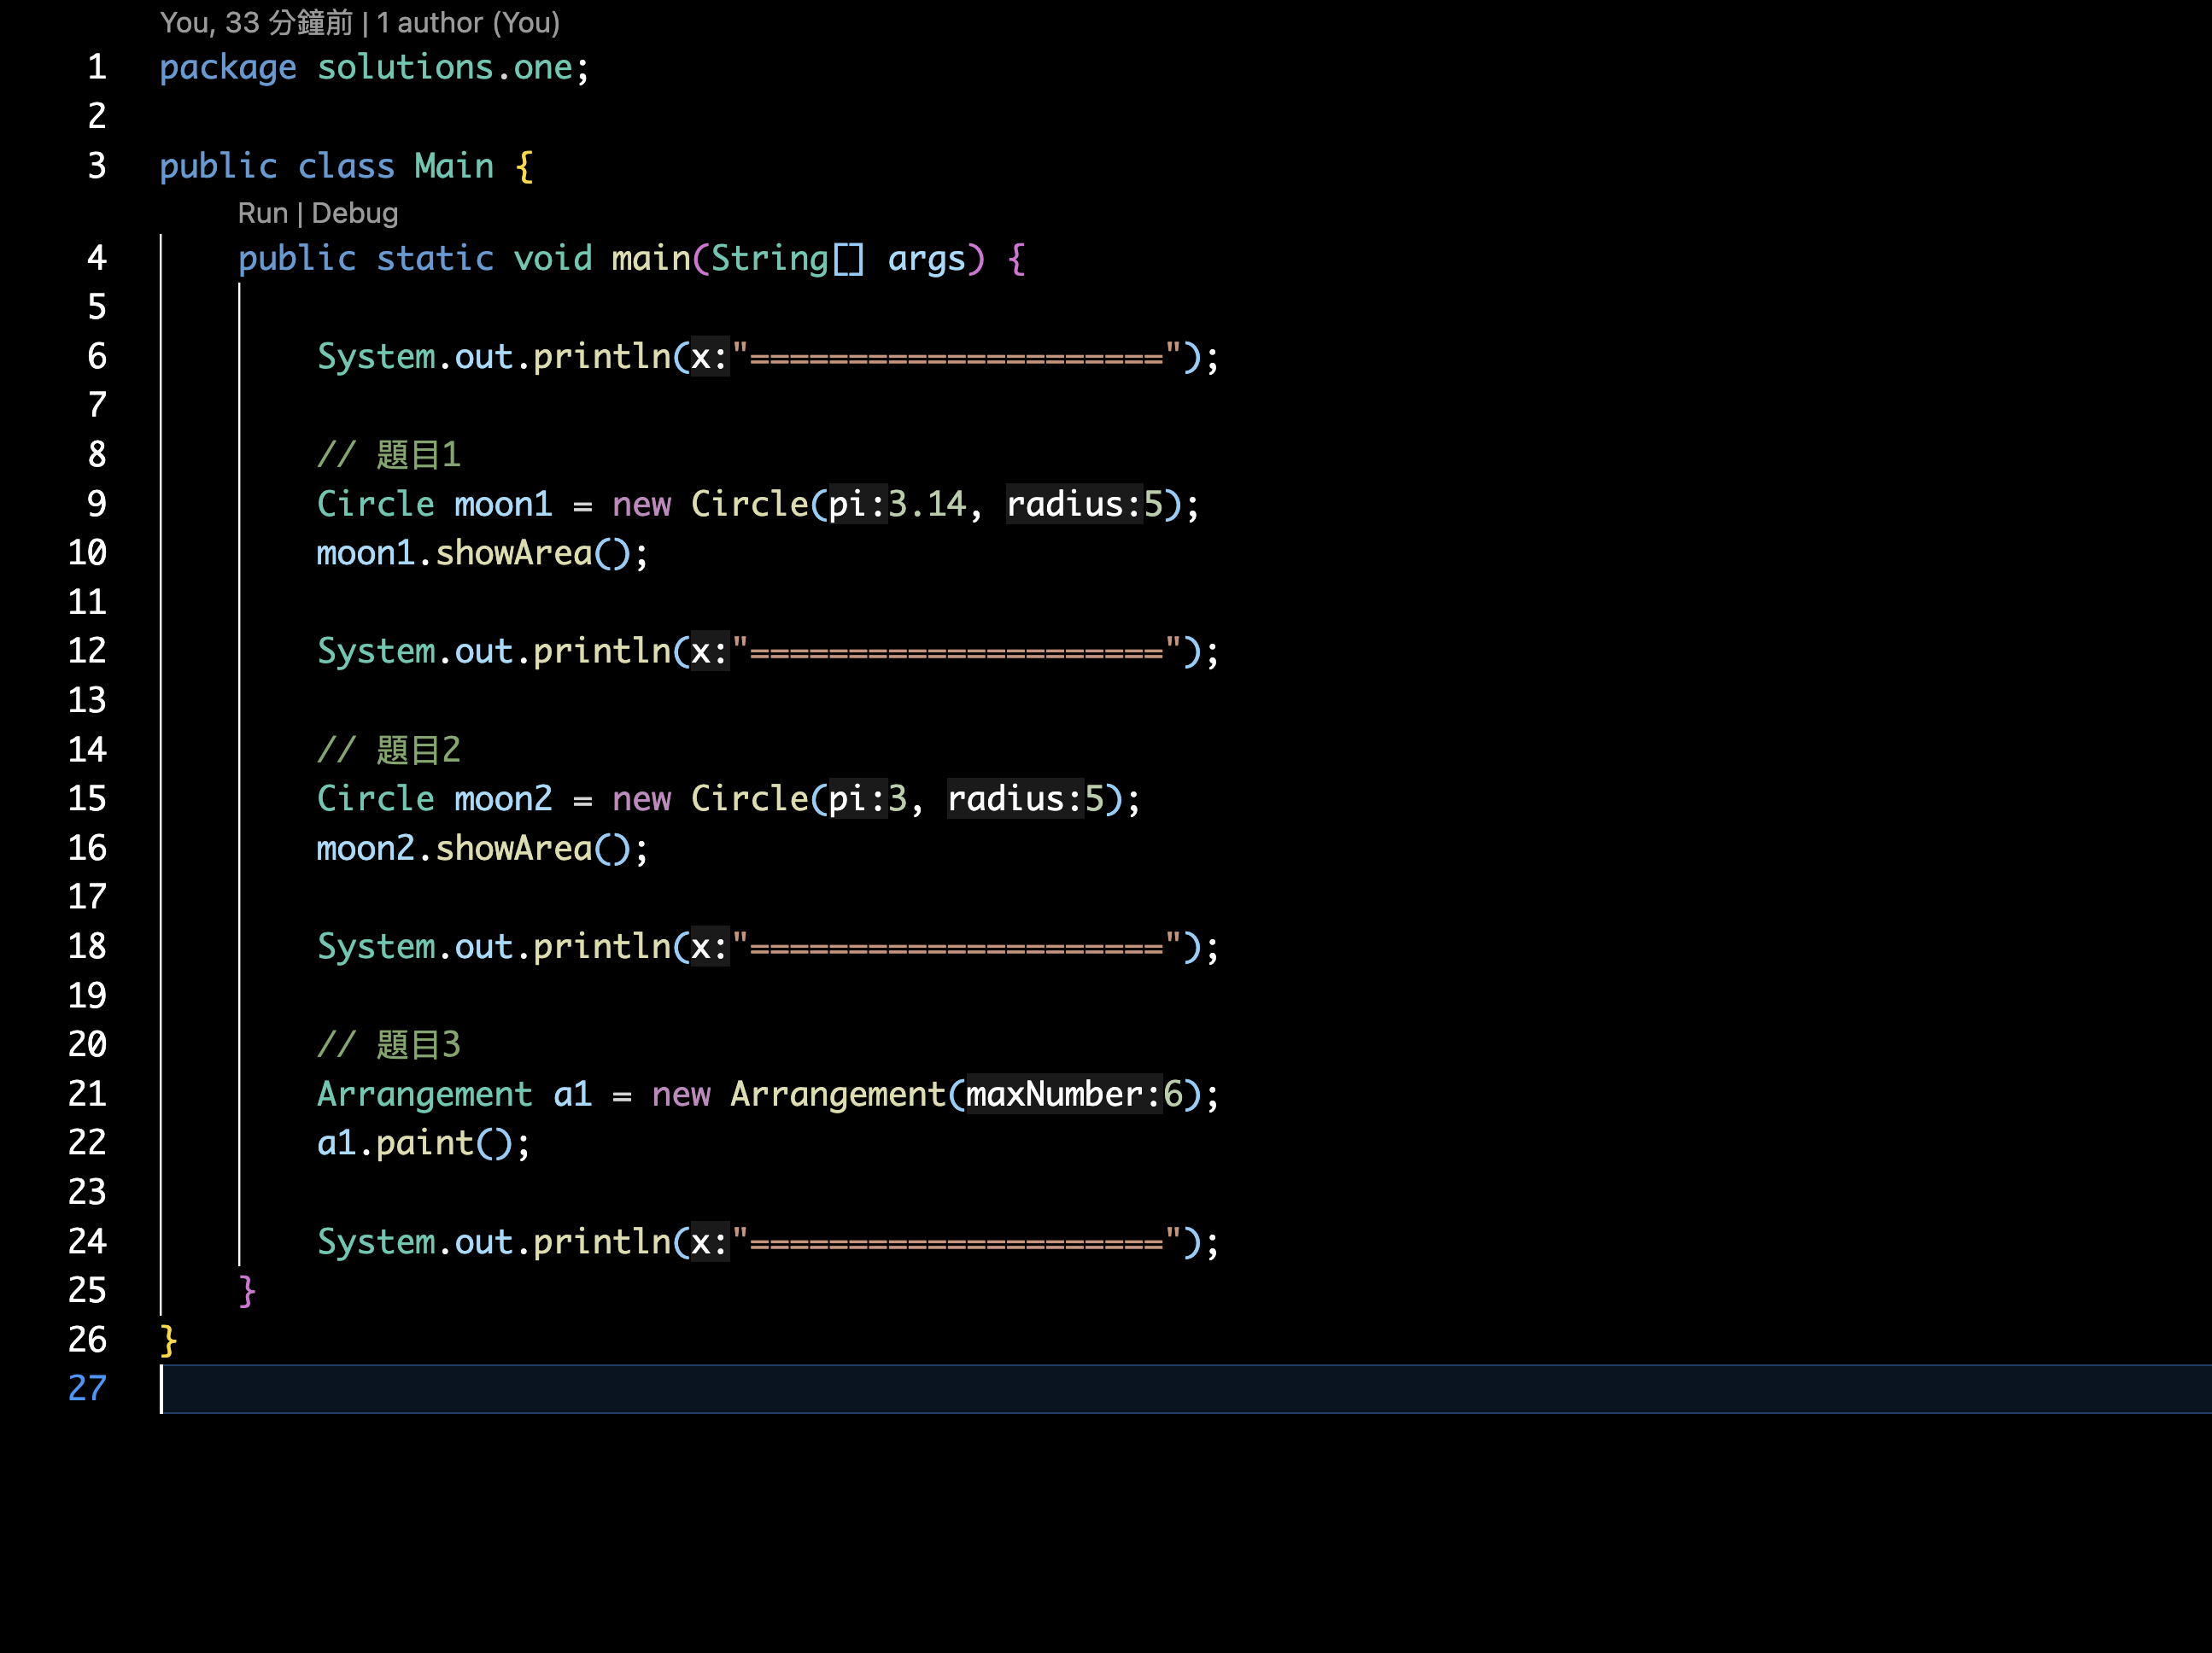 You, 33 分鐘前 | 1 author (You)
1 package solutions.one;
2
3 public class Main {
Run | Debug
4 public static void main(String[] args) {
5
6 System.out.println(x:"=====================");
7
8 // 題目1
9 Circle moon1 = new Circle(pi:3.14, radius:5);
10 moon1.showArea();
11
12 System.out.println(x:"=====================");
13
14 // 題目2
15 Circle moon2 = new Circle(pi:3, radius:5);
16 moon2.showArea();
17
18 System.out.println(x:"=====================");
19
20 // 題目3
21 Arrangement a1 = new Arrangement(maxNumber:6);
22 a1.paint();
23
24 System.out.println(x:"=====================");
25 }
26 }
27